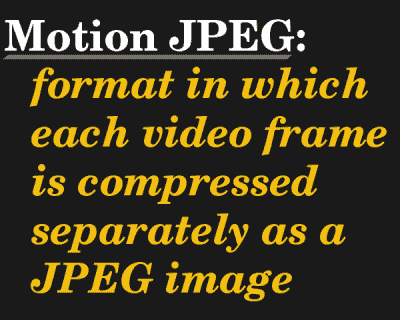 Motion JPEG:
format in which
each video frame
is compressed
separately as a
JPEG image